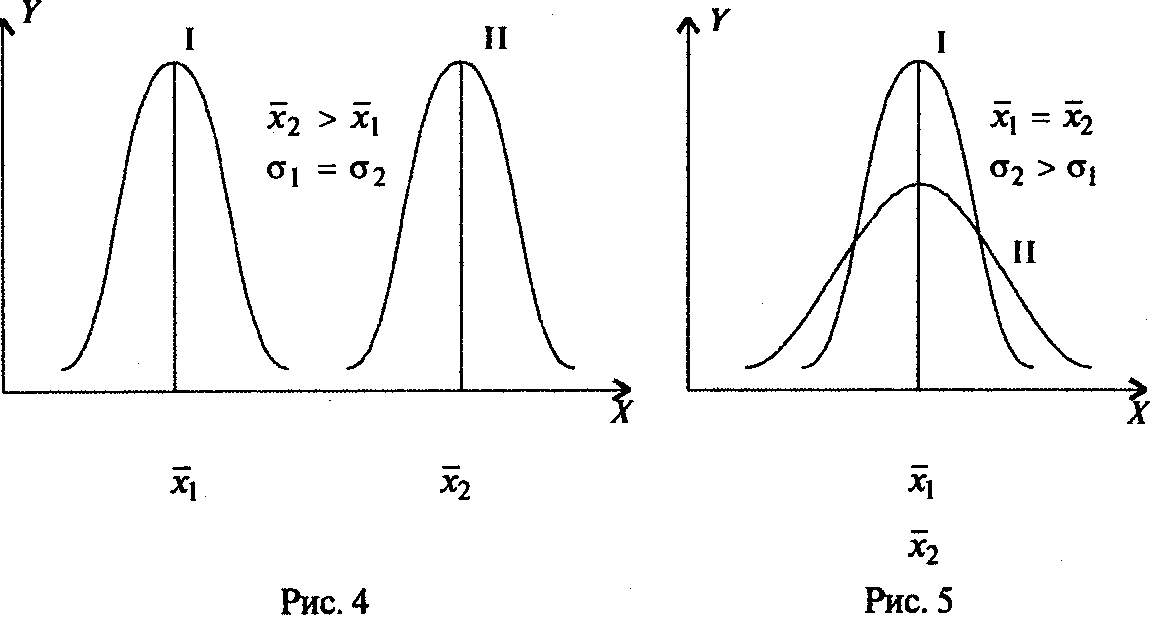 Y
I
II
x̄₂ > x̄₁
σ₁ = σ₂
X
x̄₁
x̄₂
Рис. 4
Y
I
x̄₁ = x̄₂
σ₂ > σ₁
II
X
x̄₁
x̄₂
Рис. 5